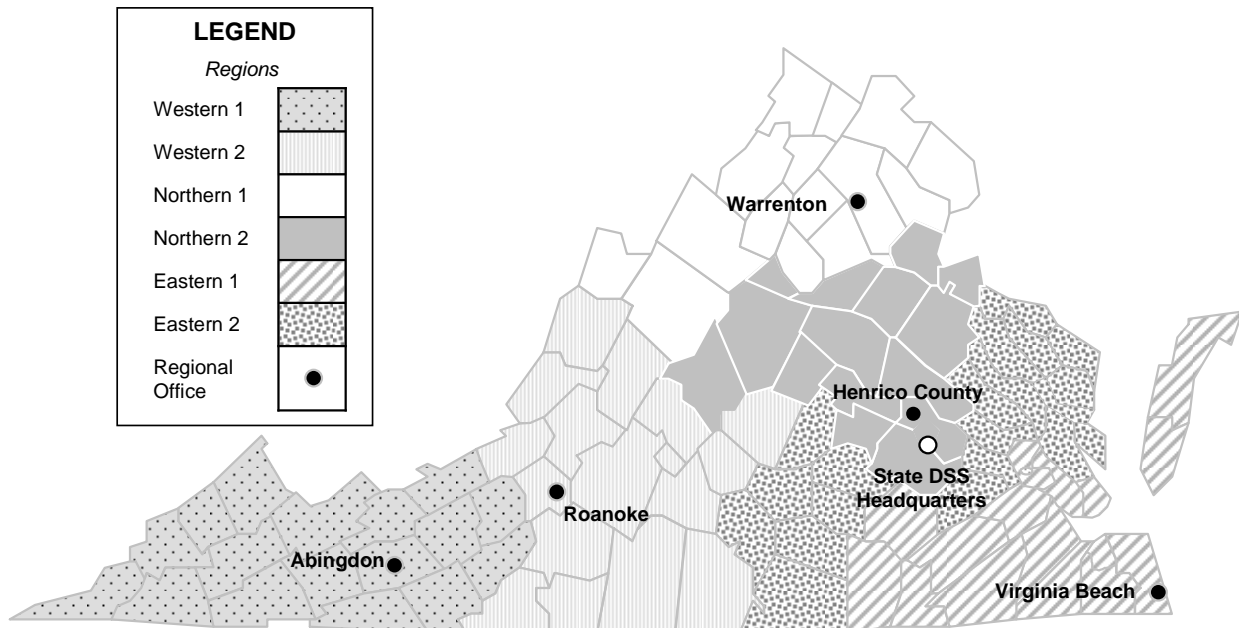 LEGEND
Regions
Western 1
Western 2
Northern 1
Northern 2
Eastern 1
Eastern 2
Regional
Office
Warrenton
Henrico County
State DSS
Headquarters
Roanoke
Abingdon
Virginia Beach